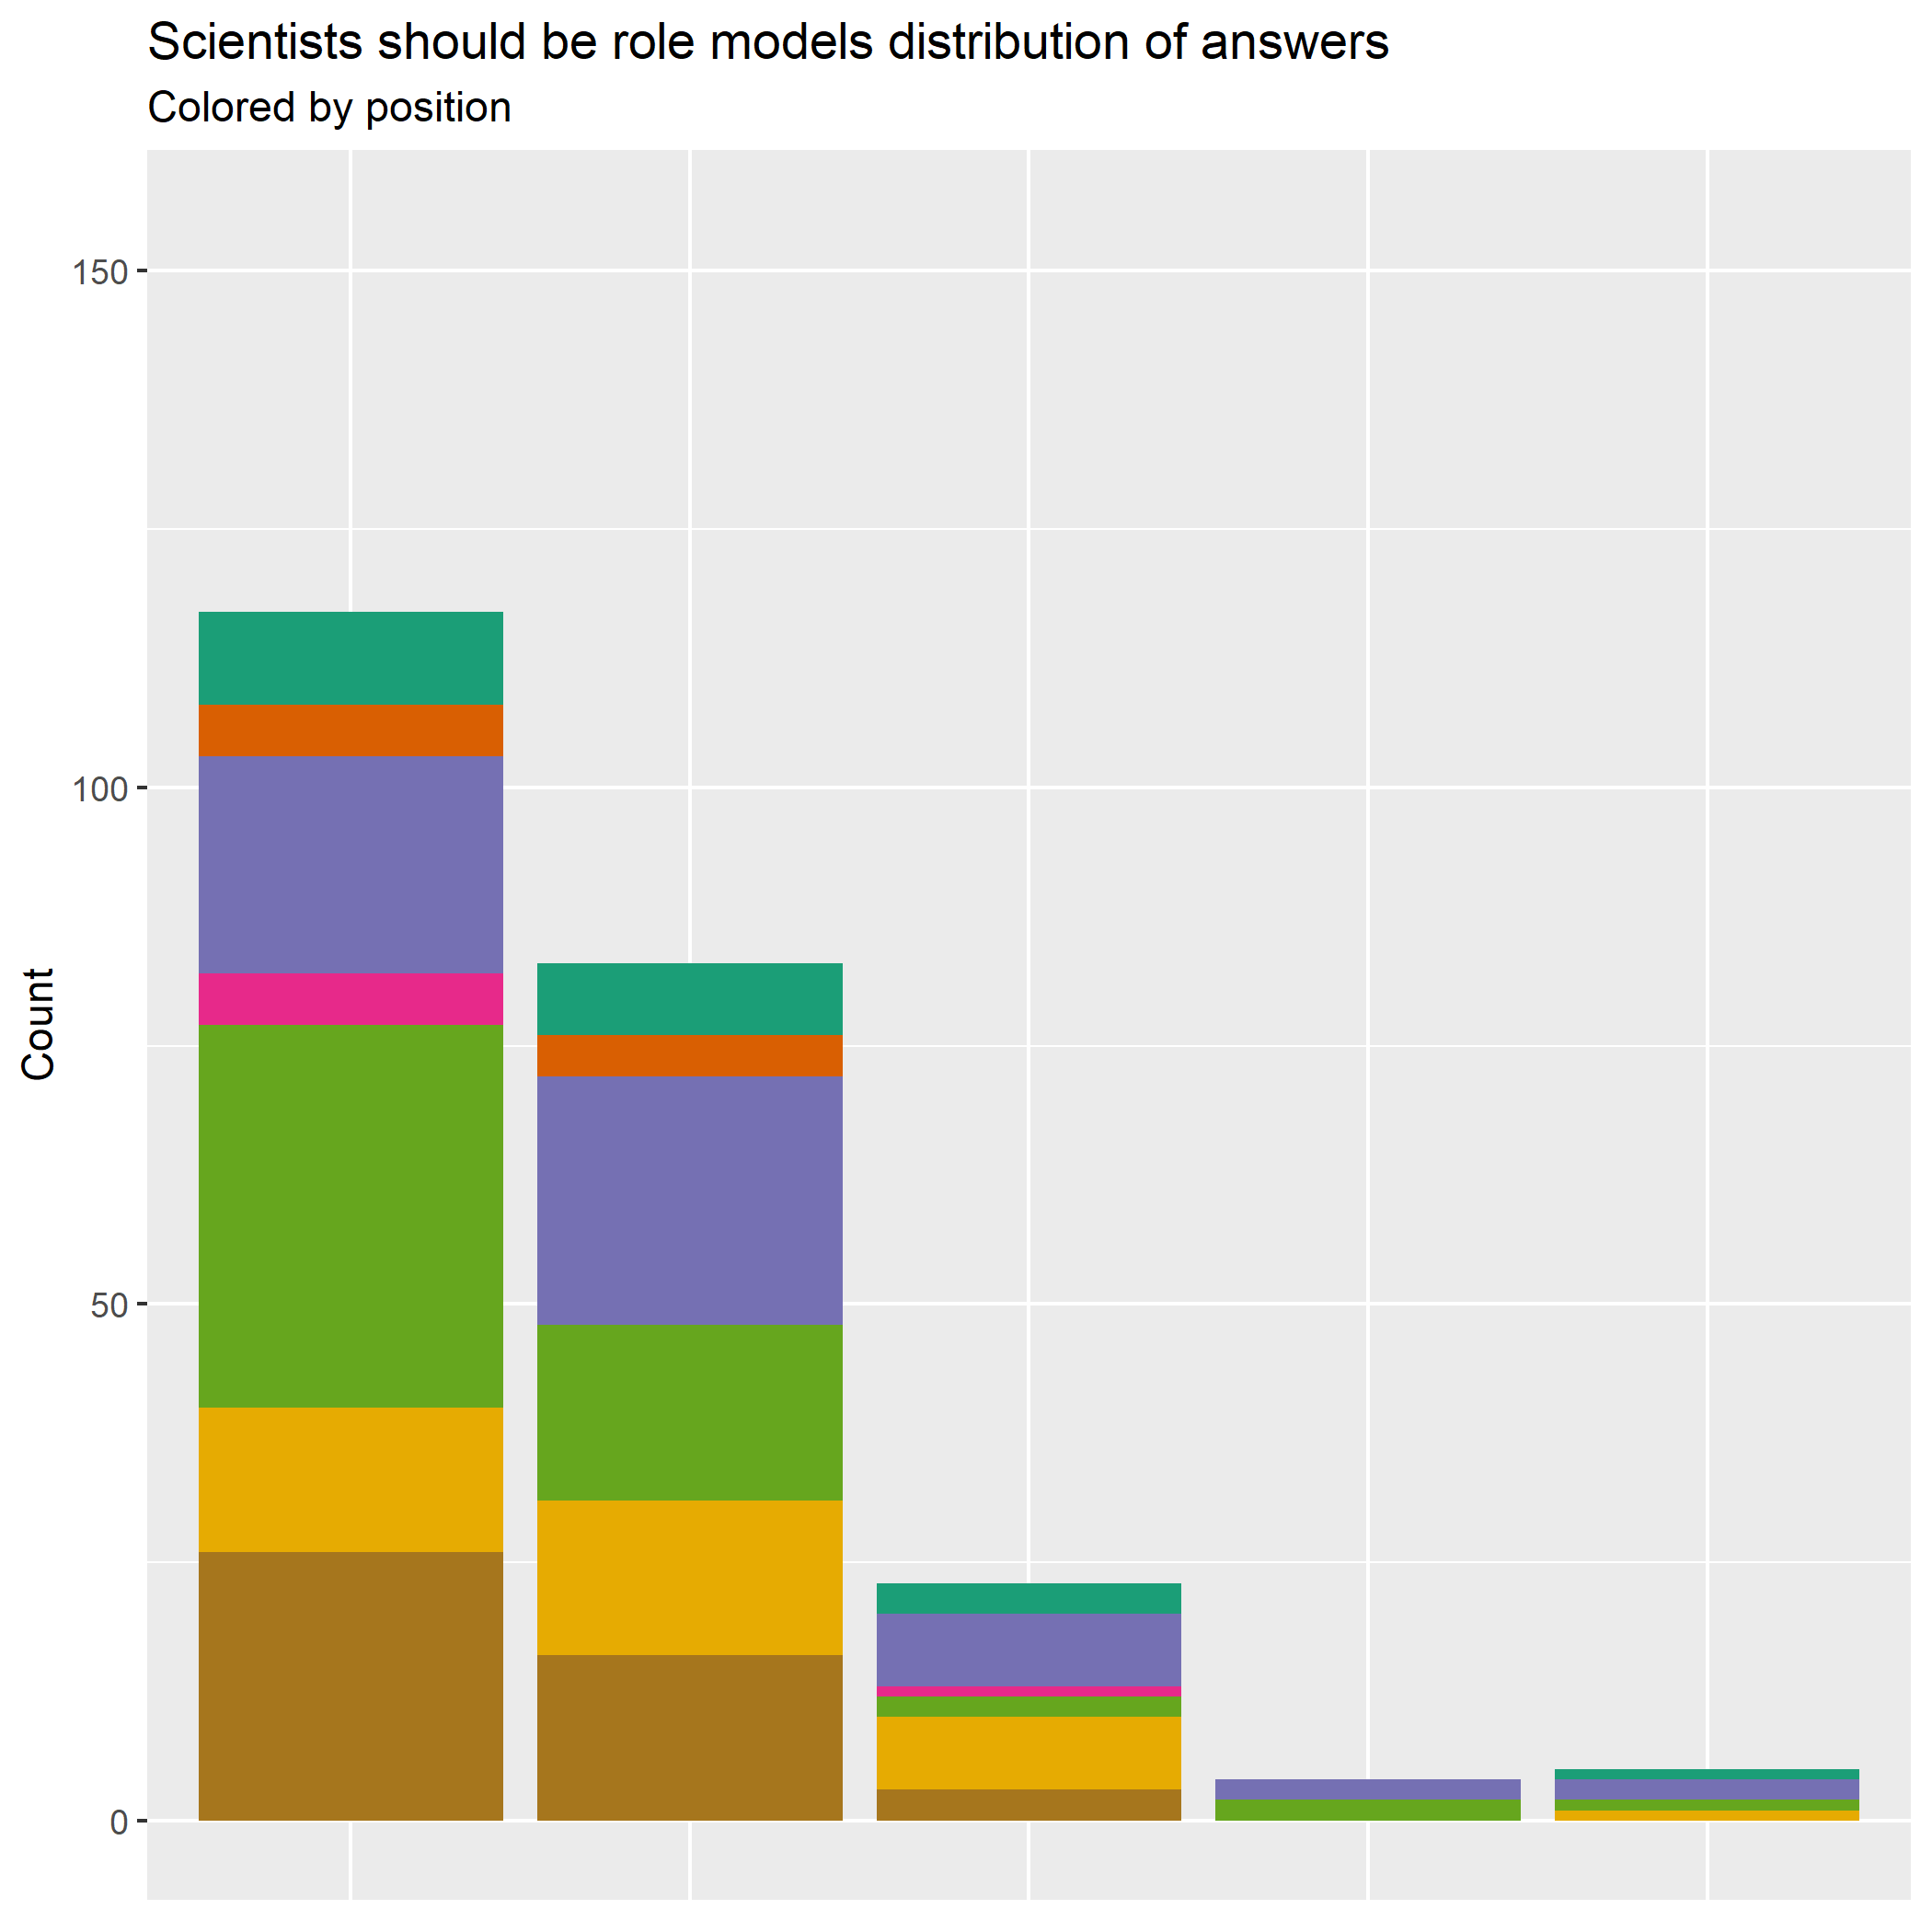 Scientists should be role models distribution of answers
Colored by position
150
100
50
0
Count